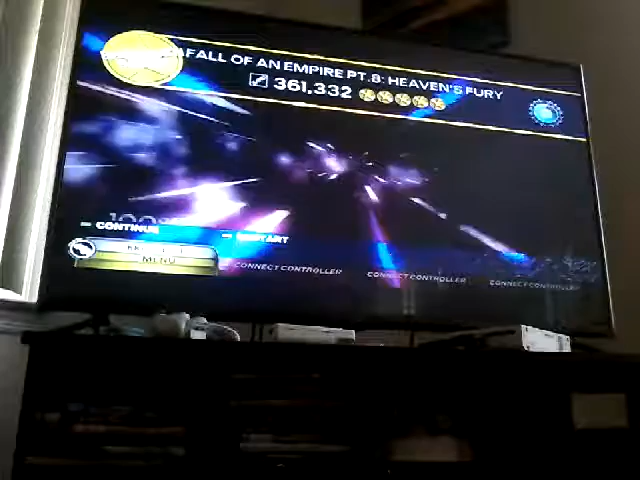 FALL OF AN EMPIRE PT.8: HEAVEN'S FURY
361,332
100%
CONTINUE
RESTART
MENU
CONNECT CONTROLLER
CONNECT CONTROLLER
CONNECT CONTROLLER